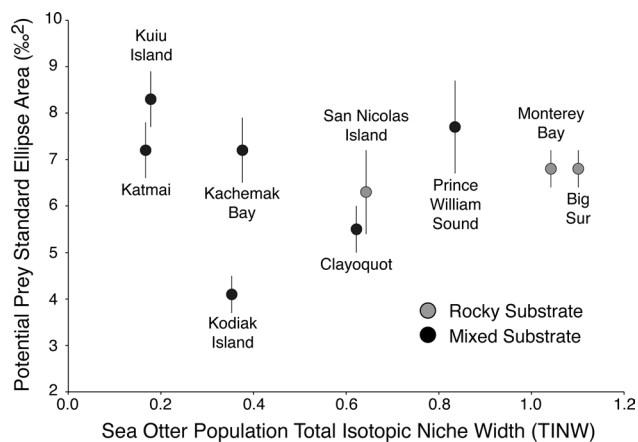 Potential Prey Standard Ellipse Area (‰²)
10
9
8
7
6
5
4
3
2
Kuiu
Island
Katmai
Kachemak
Bay
Kodiak
Island
San Nicolas
Island
Clayoquot
Prince
William
Sound
Monterey
Bay
Big
Sur
Rocky Substrate
Mixed Substrate
0.0
0.2
0.4
0.6
0.8
1.0
1.2
Sea Otter Population Total Isotopic Niche Width (TINW)